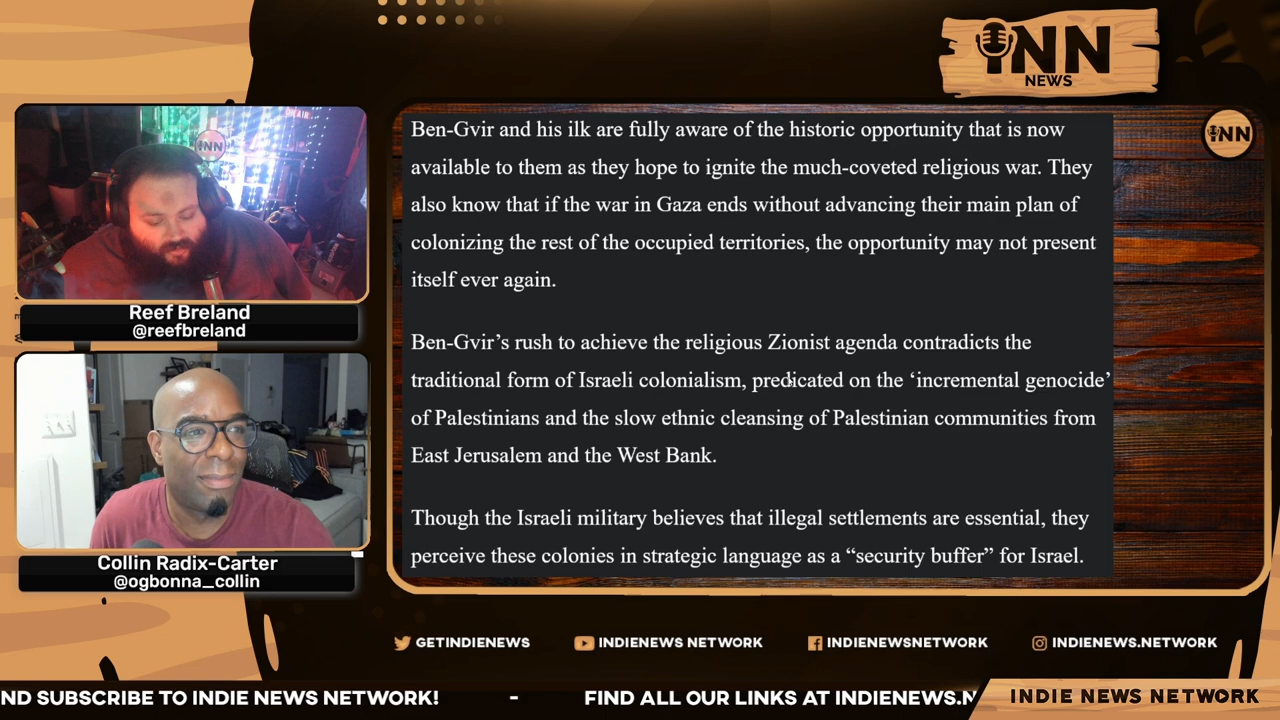 INN
NEWS
Ben-Gvir and his ilk are fully aware of the historic opportunity that is now
available to them as they hope to ignite the much-coveted religious war. They
also know that if the war in Gaza ends without advancing their main plan of
colonizing the rest of the occupied territories, the opportunity may not present
itself ever again.
Ben-Gvir’s rush to achieve the religious Zionist agenda contradicts the
traditional form of Israeli colonialism, predicated on the ‘incremental genocide’
of Palestinians and the slow ethnic cleansing of Palestinian communities from
East Jerusalem and the West Bank.
Though the Israeli military believes that illegal settlements are essential, they
perceive these colonies in strategic language as a “security buffer” for Israel.
INN
INN
Reef Breland
@reefbreland
Collin Radix-Carter
@ogbonna_collin
GETINDIENEWS
INDIENEWS NETWORK
INDIENEWSNETWORK
INDIENEWS.NETWORK
ND SUBSCRIBE TO INDIE NEWS NETWORK! - FIND ALL OUR LINKS AT INDIENEWS.N
INDIE NEWS NETWORK